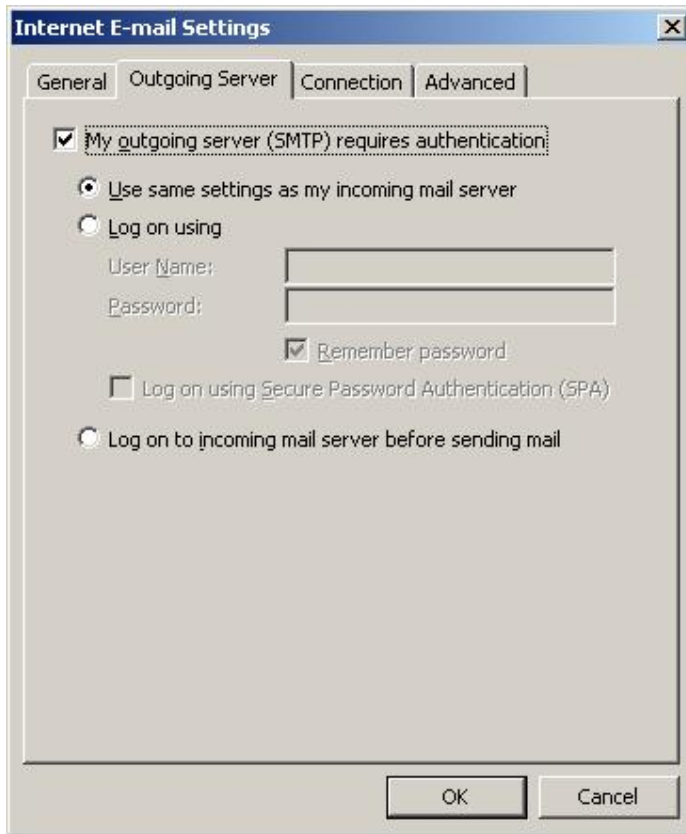 Internet E-mail Settings
General Outgoing Server Connection Advanced
My outgoing server (SMTP) requires authentication
Use same settings as my incoming mail server
Log on using
User Name:
Password:
Remember password
Log on using Secure Password Authentication (SPA)
Log on to incoming mail server before sending mail
OK Cancel